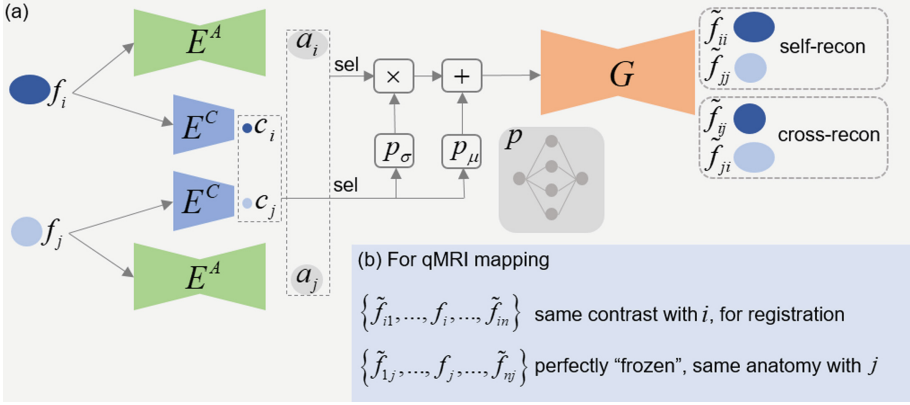 (a)
E^A
a_i
f_i
E^C
c_i
sel
×
+
G
f̃_ii
f̃_jj
self-recon
f̃_ij
f̃_ji
cross-recon
p_σ
p_μ
p
f_j
E^C
c_j
sel
E^A
a_j
(b) For qMRI mapping
{f̃_i1,..., f_i,..., f̃_in} same contrast with i, for registration
{f̃_1j,..., f_j,..., f̃_nj} perfectly “frozen”, same anatomy with j